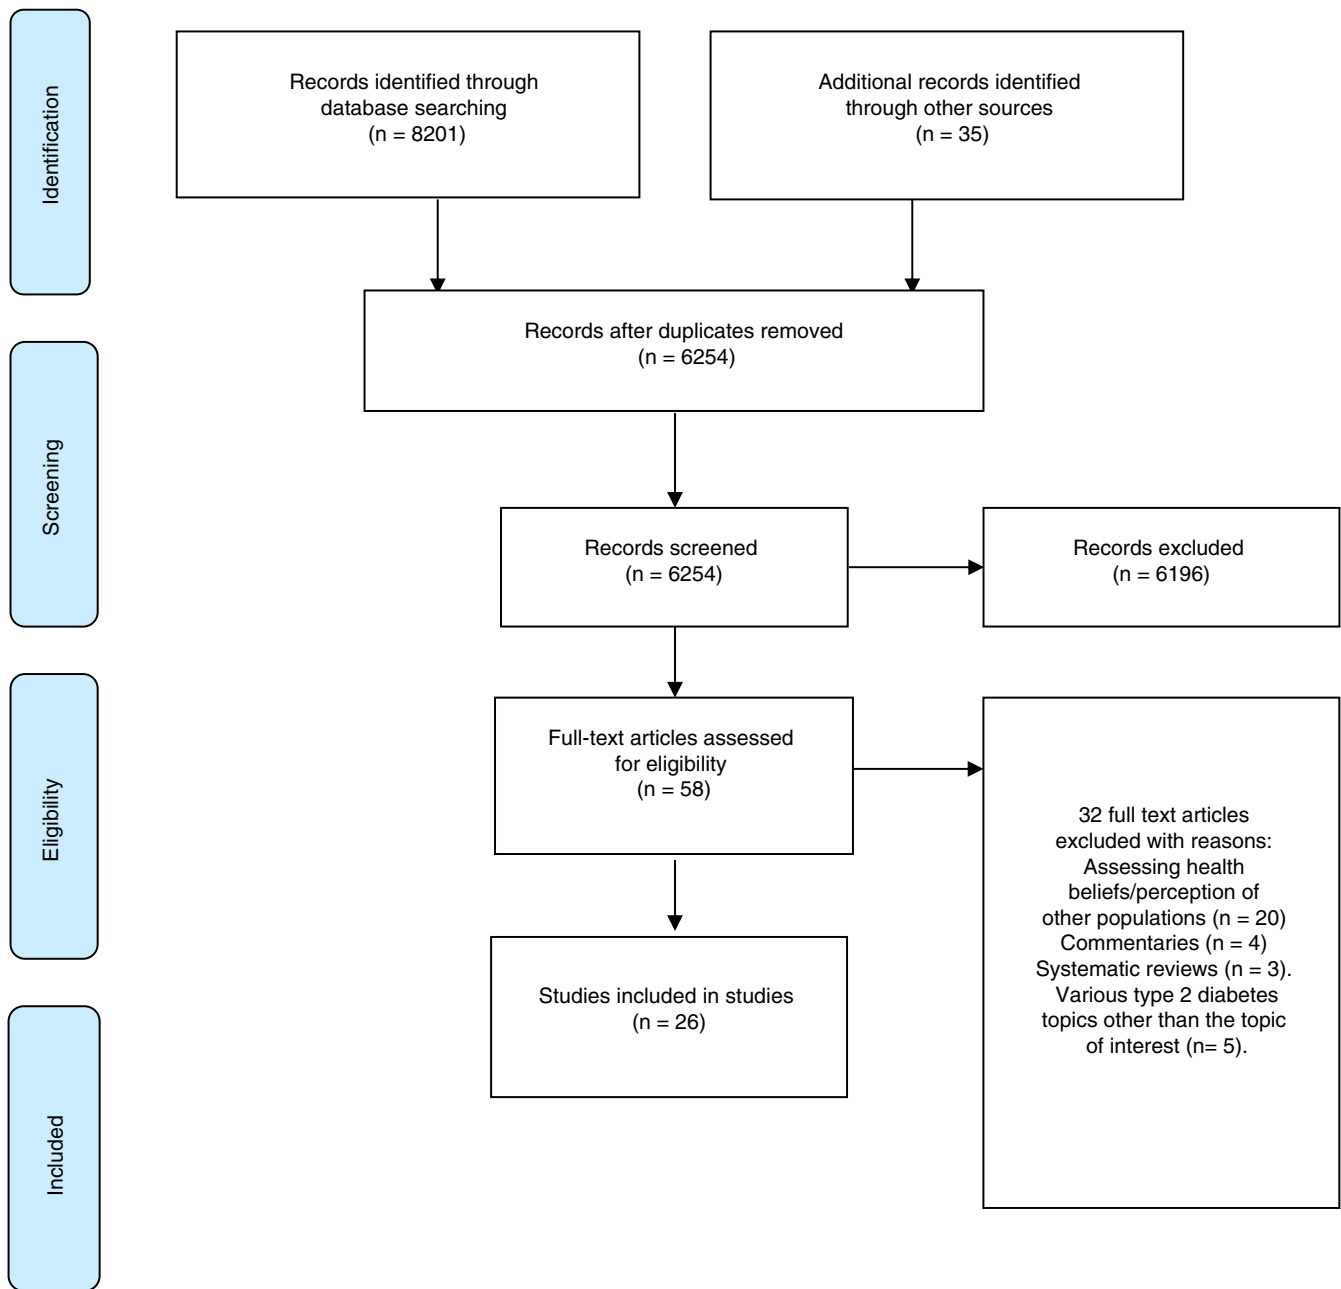 Identification
Records identified through
database searching
(n = 8201)
Additional records identified
through other sources
(n = 35)
Records after duplicates removed
(n = 6254)
Screening
Records screened
(n = 6254)
Records excluded
(n = 6196)
Eligibility
Full-text articles assessed
for eligibility
(n = 58)
32 full text articles
excluded with reasons:
Assessing health
beliefs/perception of
other populations (n = 20)
Commentaries (n = 4)
Systematic reviews (n = 3).
Various type 2 diabetes
topics other than the topic
of interest (n= 5).
Included
Studies included in studies
(n = 26)